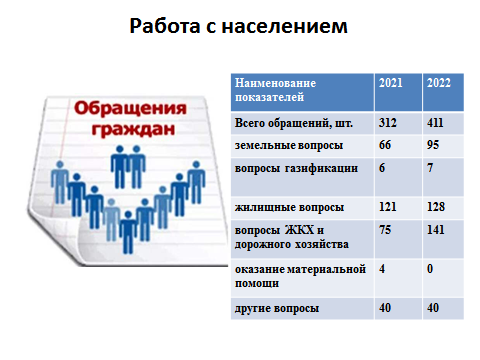 Работа с населением
Обращения
граждан
Наименование показателей 2021 2022
Всего обращений, шт. 312 411
земельные вопросы 66 95
вопросы газификации 6 7
жилищные вопросы 121 128
вопросы ЖКХ и дорожного хозяйства 75 141
оказание материальной помощи 4 0
другие вопросы 40 40